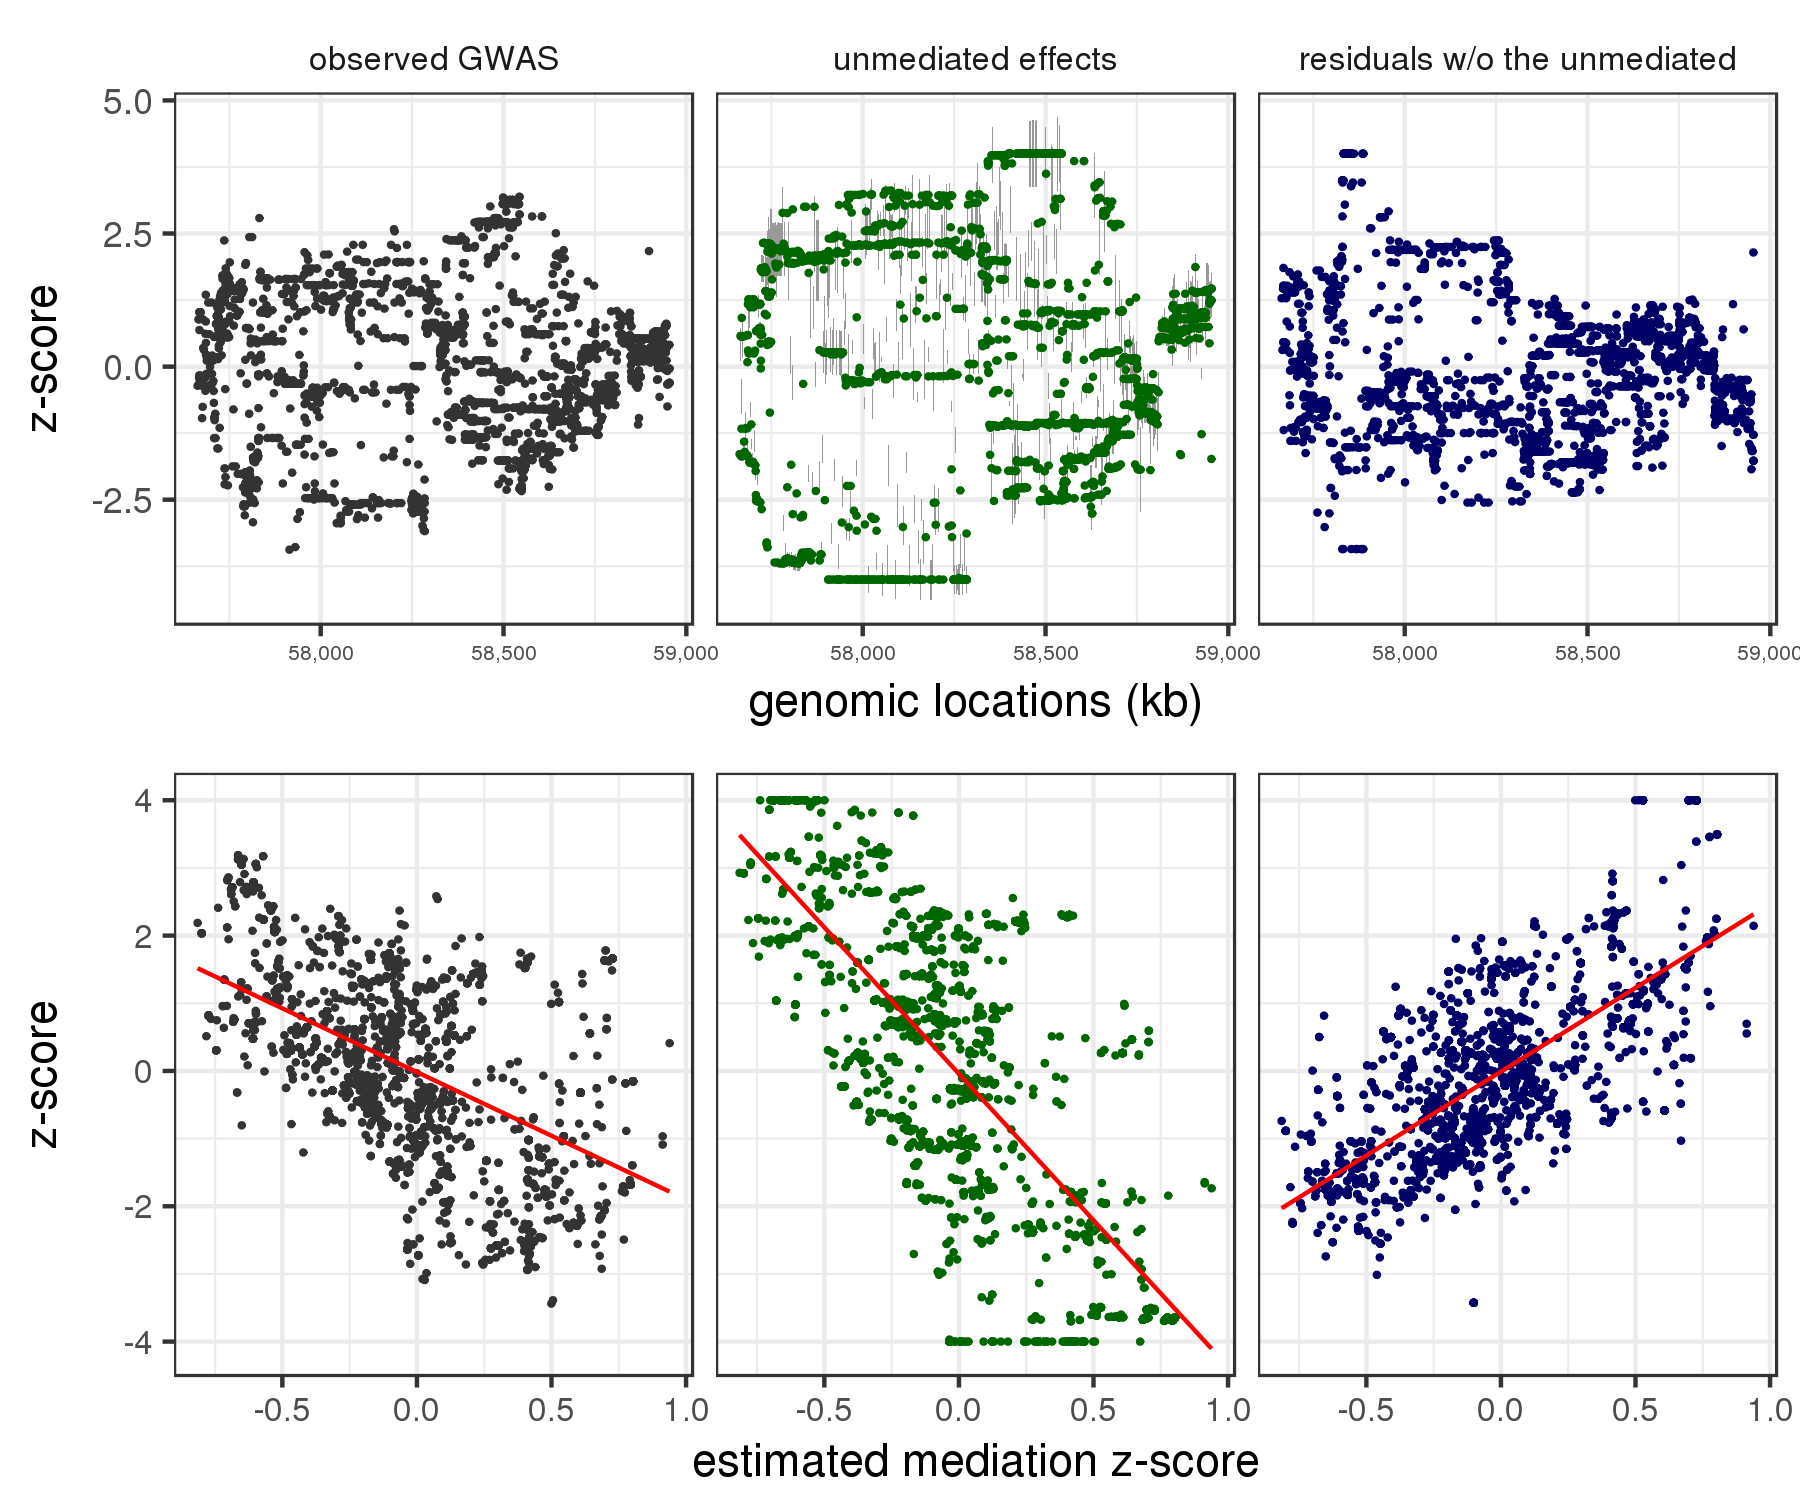 observed GWAS unmediated effects residuals w/o the unmediated
5.0
2.5
0.0
-2.5
z-score
58,000 58,500 59,000 58,000 58,500 59,000 58,000 58,500 59,000
genomic locations (kb)
4
2
0
-2
-4
z-score
-0.5 0.0 0.5 1.0 -0.5 0.0 0.5 1.0 -0.5 0.0 0.5 1.0
estimated mediation z-score